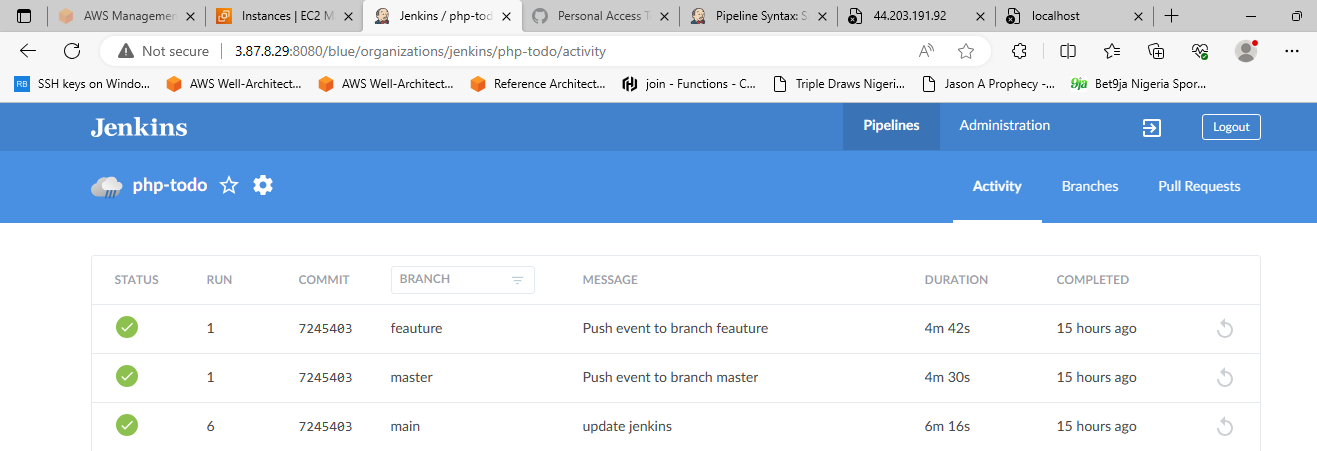 AWS Managemen
Instances | EC2 M
Jenkins / php-tod
Personal Access T
Pipeline Syntax: S
44.203.191.92
localhost
Not secure
3.87.8.29:8080/blue/organizations/jenkins/php-todo/activity
RB SSH keys on Windo...
AWS Well-Architect...
AWS Well-Architect...
Reference Architect...
join - Functions - C...
Triple Draws Nigeri...
Jason A Prophecy -...
9ja Bet9ja Nigeria Spor...
Jenkins
Pipelines
Administration
Logout
php-todo
Activity
Branches
Pull Requests
STATUS RUN COMMIT BRANCH MESSAGE DURATION COMPLETED
1 7245403 feauture Push event to branch feauture 4m 42s 15 hours ago
1 7245403 master Push event to branch master 4m 30s 15 hours ago
6 7245403 main update jenkins 6m 16s 15 hours ago